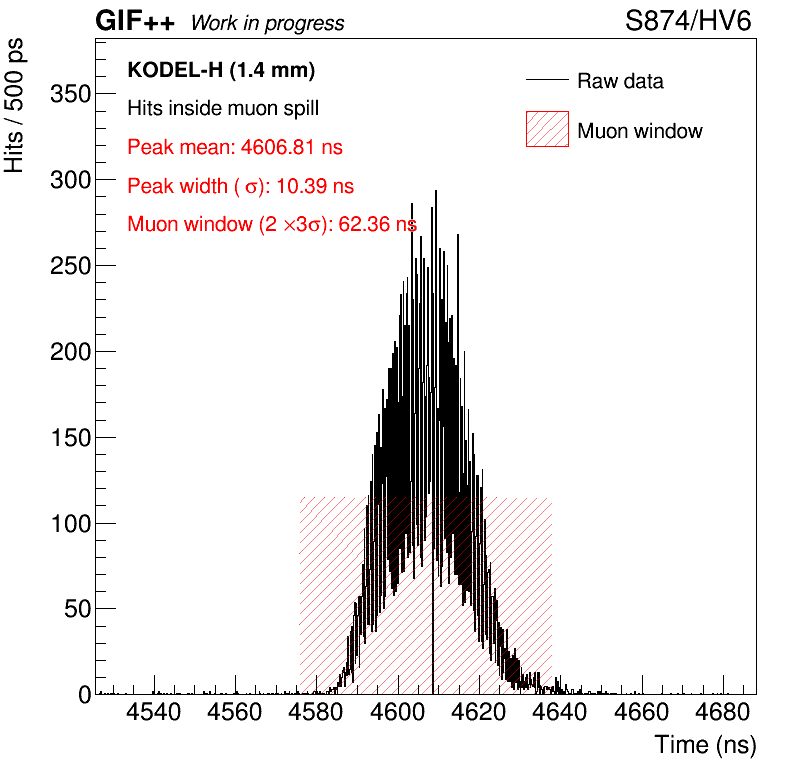 GIF++ Work in progress S874/HV6
Hits / 500 ps
KODEL-H (1.4 mm)
Hits inside muon spill
Peak mean: 4606.81 ns
Peak width ( σ): 10.39 ns
Muon window (2 ×3σ): 62.36 ns
Raw data
Muon window
350
300
250
200
150
100
50
0
4540 4560 4580 4600 4620 4640 4660 4680
Time (ns)